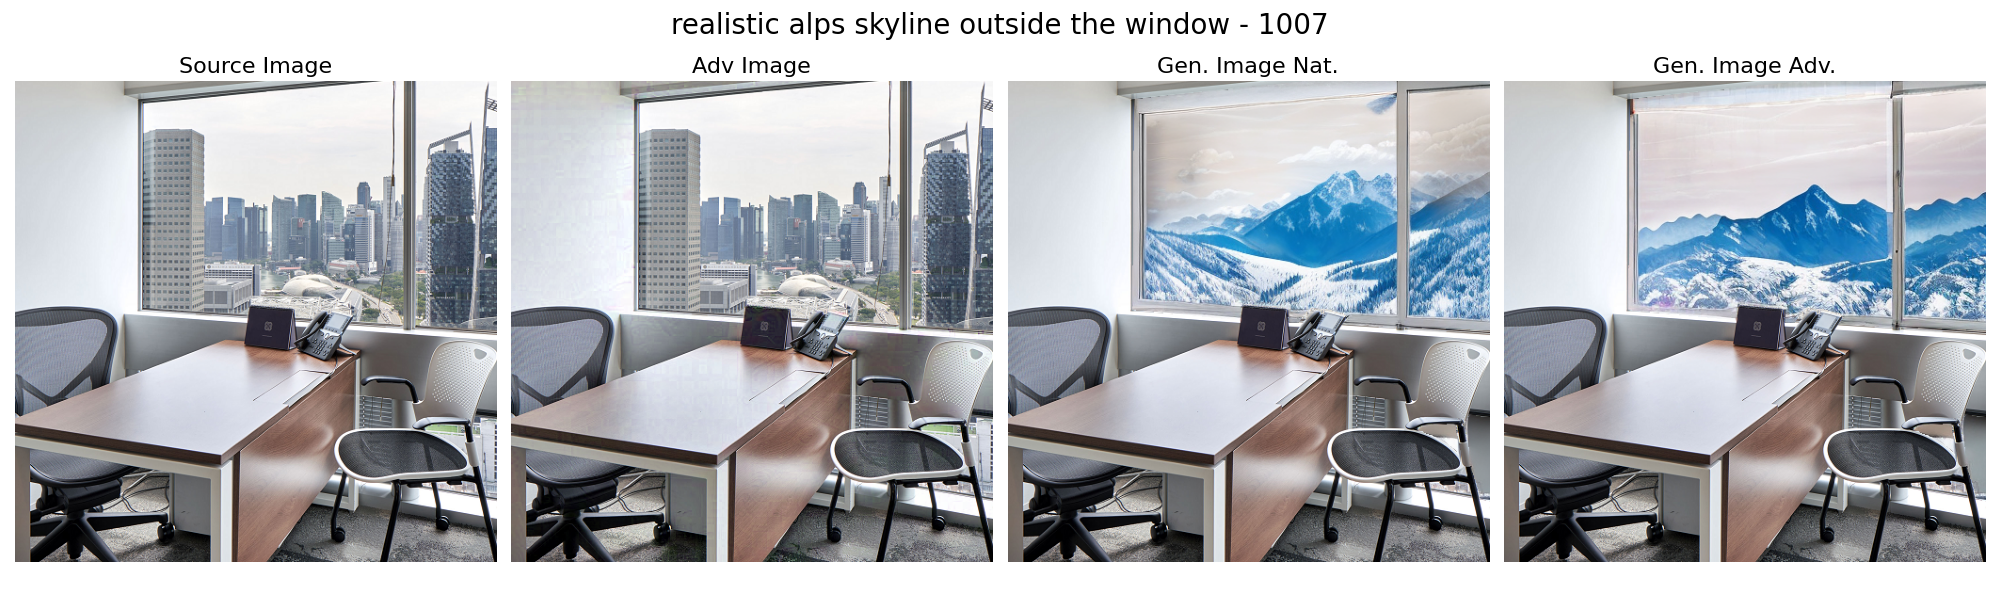 realistic alps skyline outside the window - 1007
Source Image
Adv Image
Gen. Image Nat.
Gen. Image Adv.